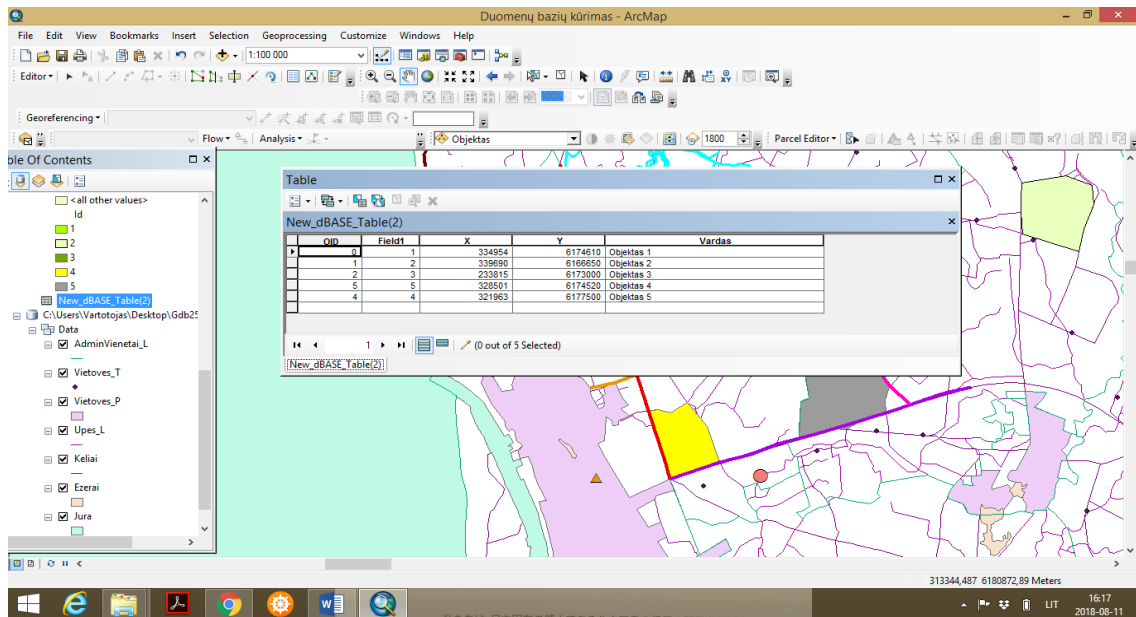 Duomenų bazių kūrimas - ArcMap
File Edit View Bookmarks Insert Selection Geoprocessing Customize Windows Help
1:100 000
Editor
100%
Georeferencing
Flow Analysis Objektas 1800 Parcel Editor
ble Of Contents
<all other values>
Id
1
2
3
4
5
New_dBASE_Table(2)
C:\Users\Vartotojas\Desktop\Gdb25
Data
AdminVienetai_L
Vietoves_T
Vietoves_P
Upes_L
Keliai
Ezerai
Jura
Table
New_dBASE_Table(2)
OID Field1 X Y Vardas
0 1 334954 6174610 Objektas 1
1 2 339690 6166650 Objektas 2
2 3 233815 6173000 Objektas 3
5 5 328501 6174520 Objektas 4
4 4 321963 6177500 Objektas 5
1 (0 out of 5 Selected)
New_dBASE_Table(2)
313344,487 6180872,89 Meters
LIT
16:17
2018-08-11